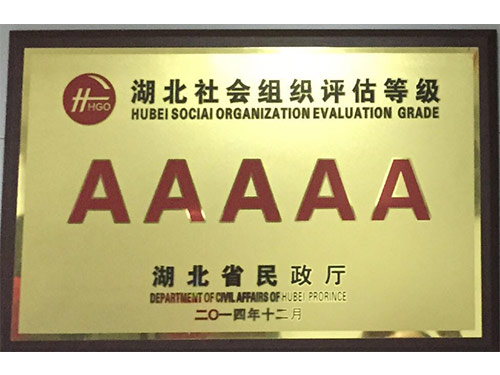 HGO
湖北社会组织评估等级
HUBEI SOCIAI ORGANIZATION EVALUATION GRADE
AAAAA
湖北省民政厅
DEPARTMENT OF CIVIL AFFAIRS OF HUBEI PRORINCE
二〇一四年十二月